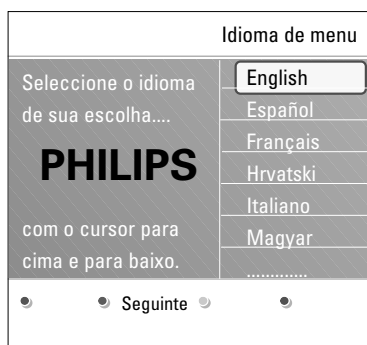 Idioma de menu
Seleccione o idioma
de sua escolha....
PHILIPS
com o cursor para
cima e para baixo.
English
Español
Français
Hrvatski
Italiano
Magyar
.............
Seguinte